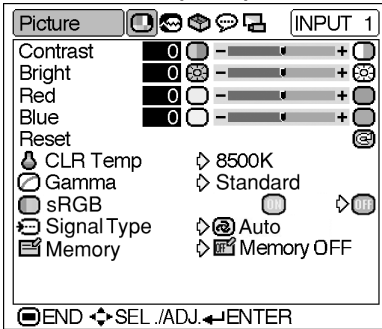 Picture INPUT 1
Contrast 0 - +
Bright 0 - +
Red 0 - +
Blue 0 - +
Reset
CLR Temp 8500K
Gamma Standard
sRGB ON OFF
Signal Type Auto
Memory OFF Memory OFF
END SEL./ADJ. ENTER